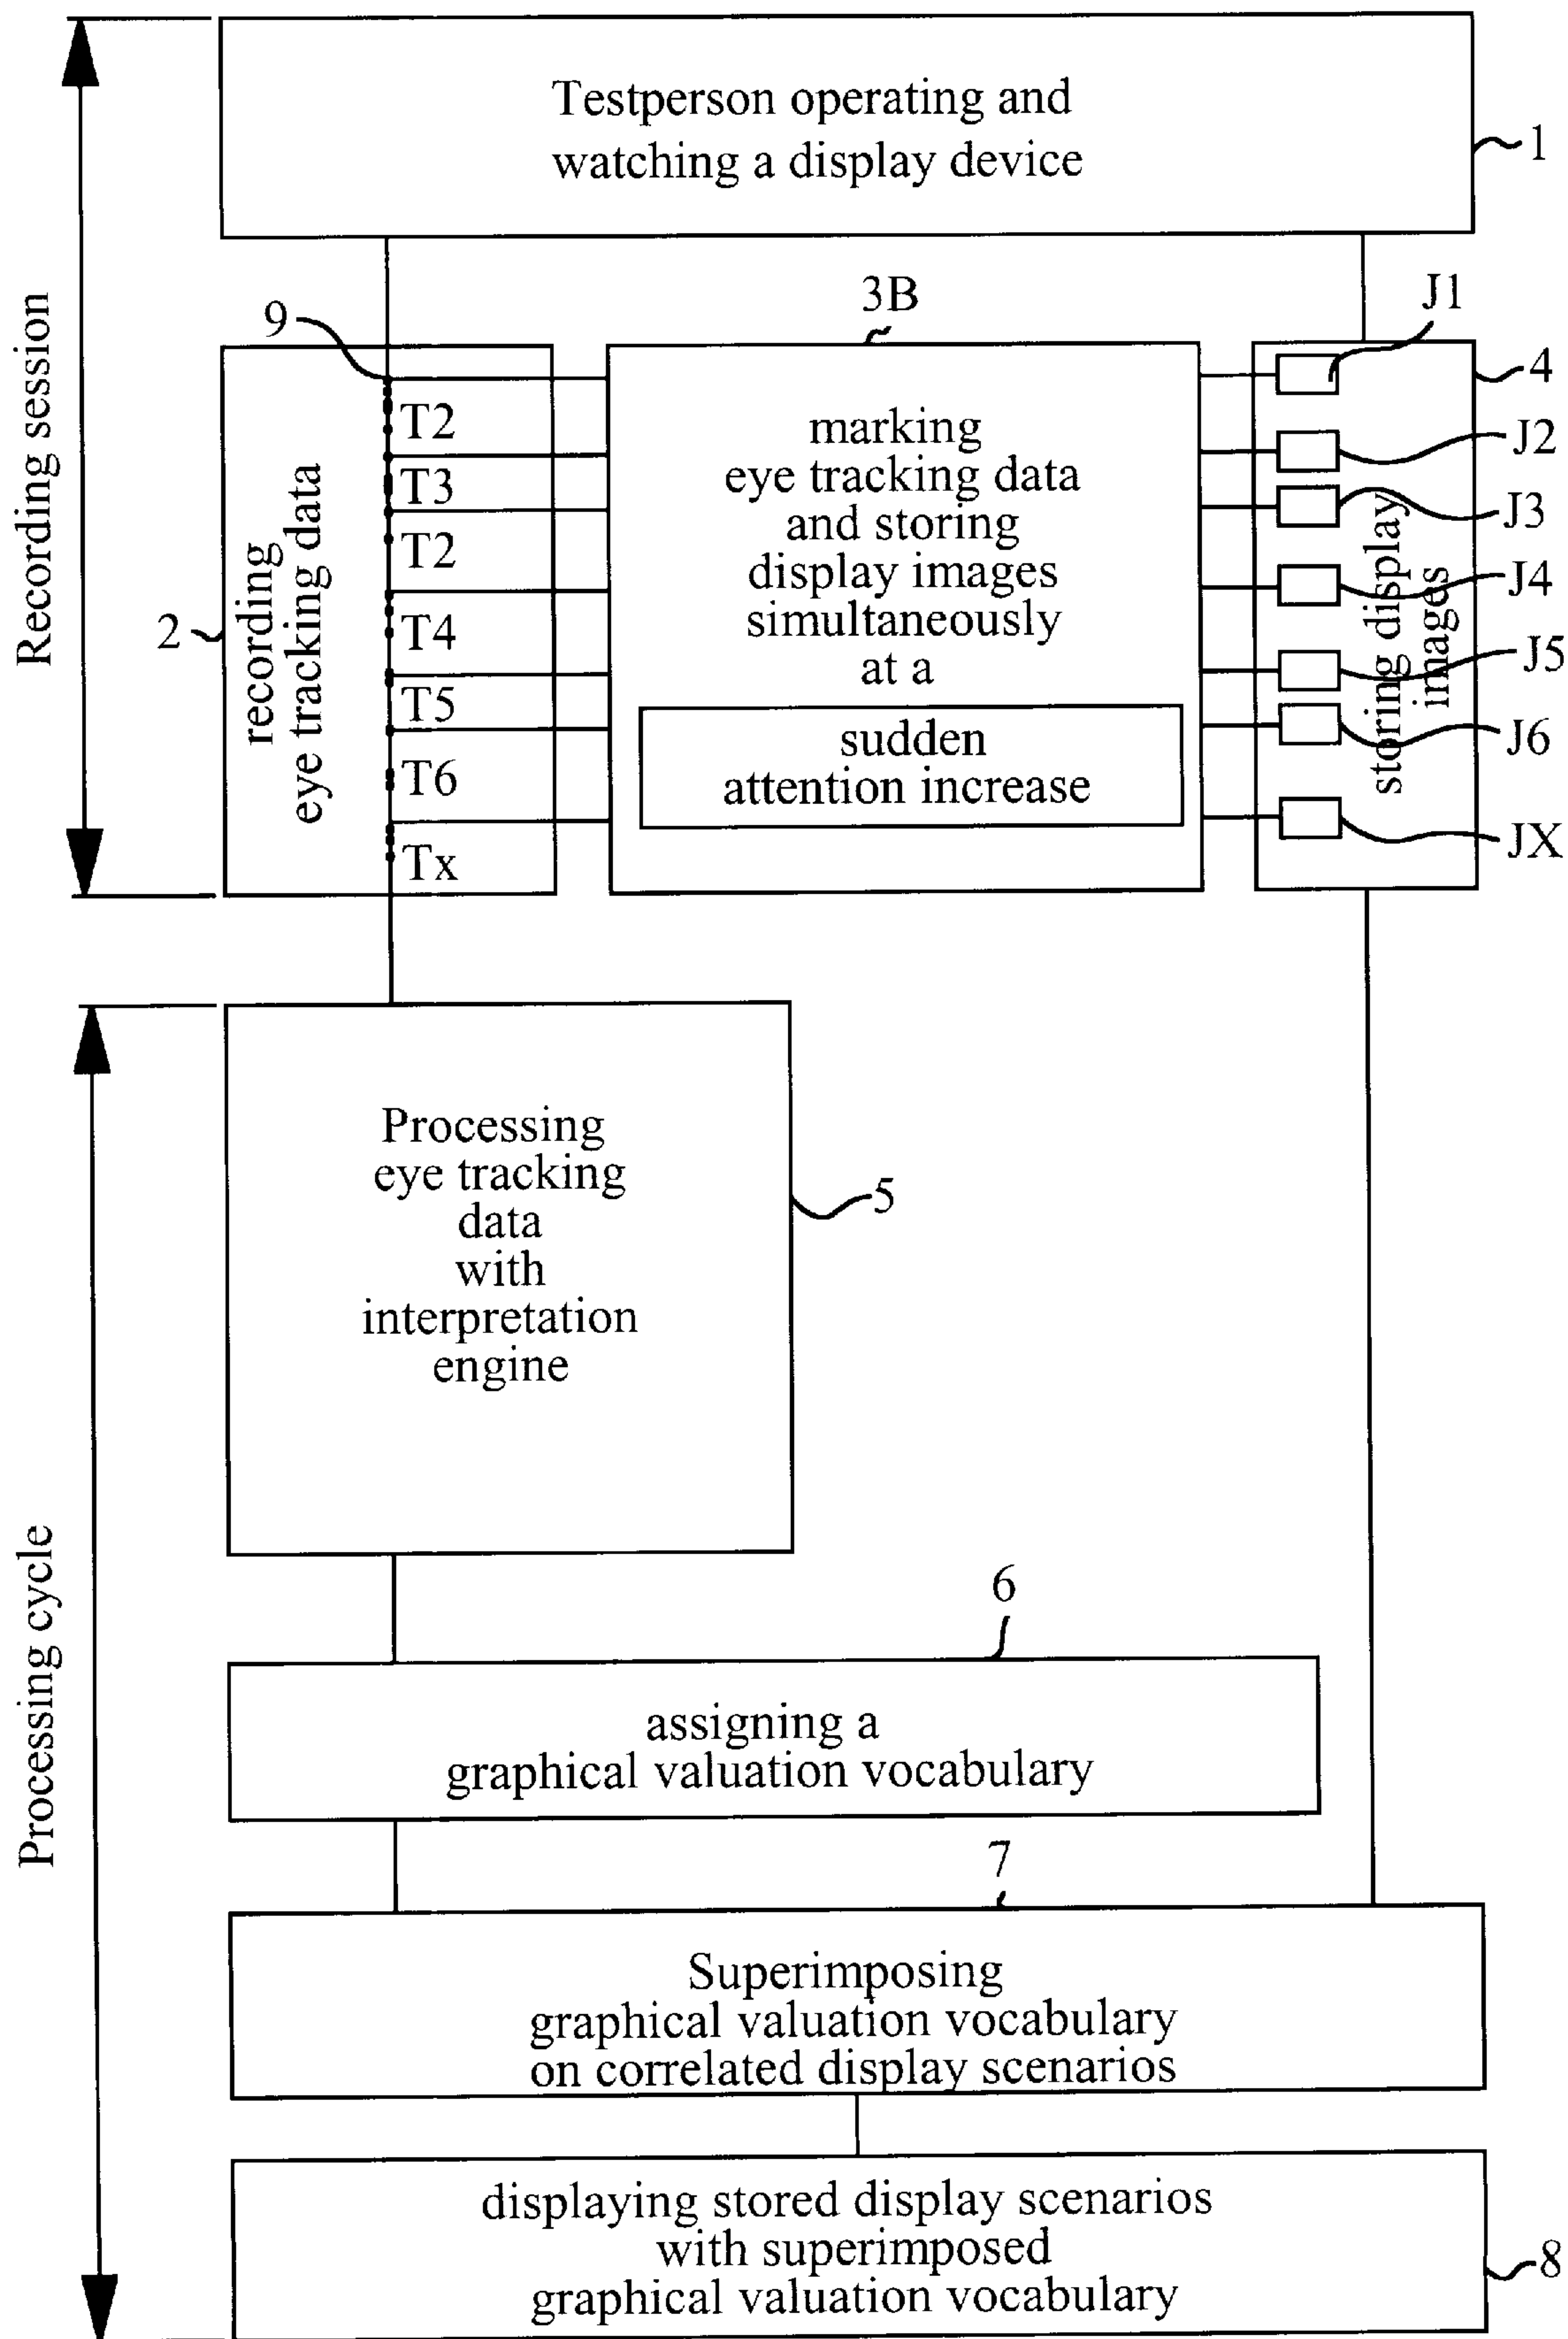 Testperson operating and
watching a display device
1
Recording session
9
3B
J1
4
2
recording
eye tracking data
T2
T3
T2
T4
T5
T6
Tx
marking
eye tracking data
and storing
display images
simultaneously
at a
sudden
attention increase
storing display
images
J2
J3
J4
J5
J6
JX
Processing cycle
Processing
eye tracking
data
with
interpretation
engine
5
6
assigning a
graphical valuation vocabulary
7
Superimposing
graphical valuation vocabulary
on correlated display scenarios
displaying stored display scenarios
with superimposed
graphical valuation vocabulary
8